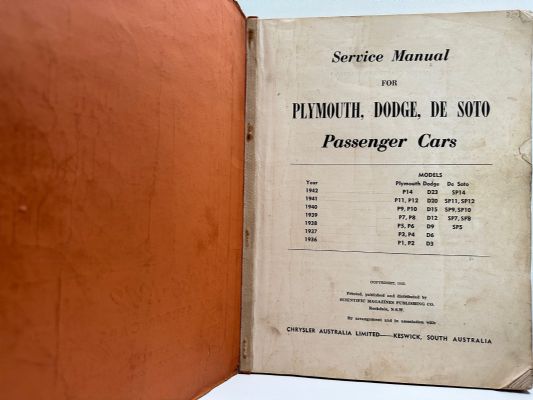 Service Manual
FOR
PLYMOUTH, DODGE, DE SOTO
Passenger Cars
MODELS
Year Plymouth Dodge De Soto
1942 P14 D23 SP14
1941 P11, P12 D20 SP11, SP12
1940 P9, P10 D15 SP9, SP10
1939 P7, P8 D12 SP7, SP8
1938 P5, P6 D9 SP5
1937 P3, P4 D6
1936 P1, P2 D3
COPYRIGHT,
Printed, published and distributed by
SCIENTIFIC MAGAZINES PUBLISHING CO.
Rockdale, N.S.W.
By arrangement and in association with
CHRYSLER AUSTRALIA LIMITED—KESWICK, SOUTH AUSTRALIA